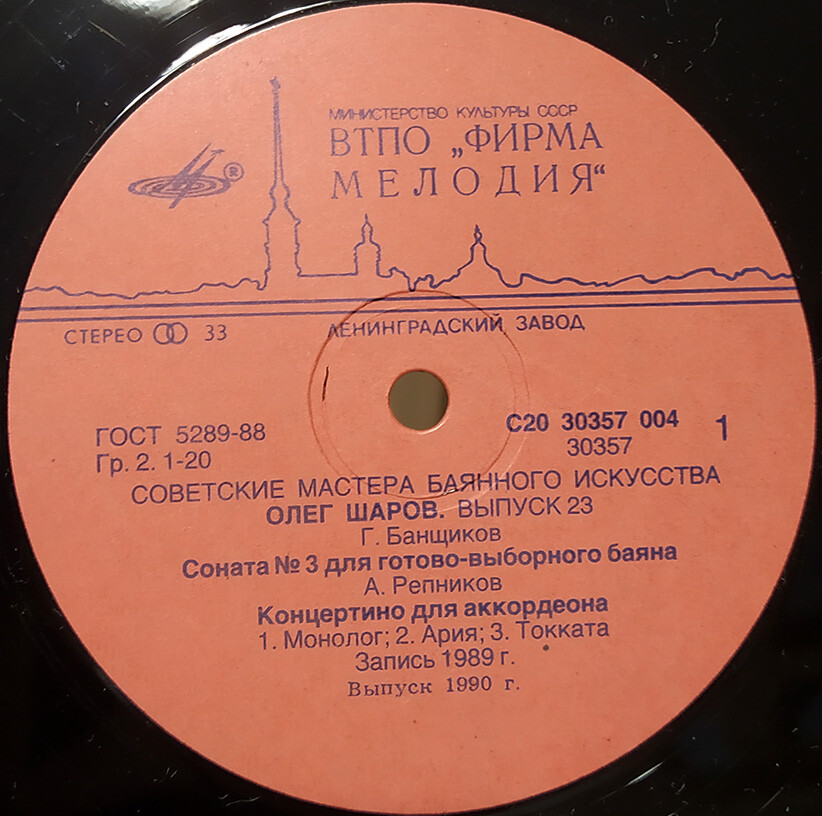 МИНИСТЕРСТВО КУЛЬТУРЫ СССР
ВТПО „ФИРМА
МЕЛОДИЯ“
®
СТЕРЕО 33
ЛЕНИНГРАДСКИЙ ЗАВОД
ГОСТ 5289-88
Гр. 2. 1-20
С20 30357 004
30357
1
СОВЕТСКИЕ МАСТЕРА БАЯННОГО ИСКУССТВА
ОЛЕГ ШАРОВ. ВЫПУСК 23
Г. Банщиков
Соната № 3 для готово-выборного баяна
А. Репников
Концертино для аккордеона
1. Монолог; 2. Ария; 3. Токката
Запись 1989 г.
Выпуск 1990 г.